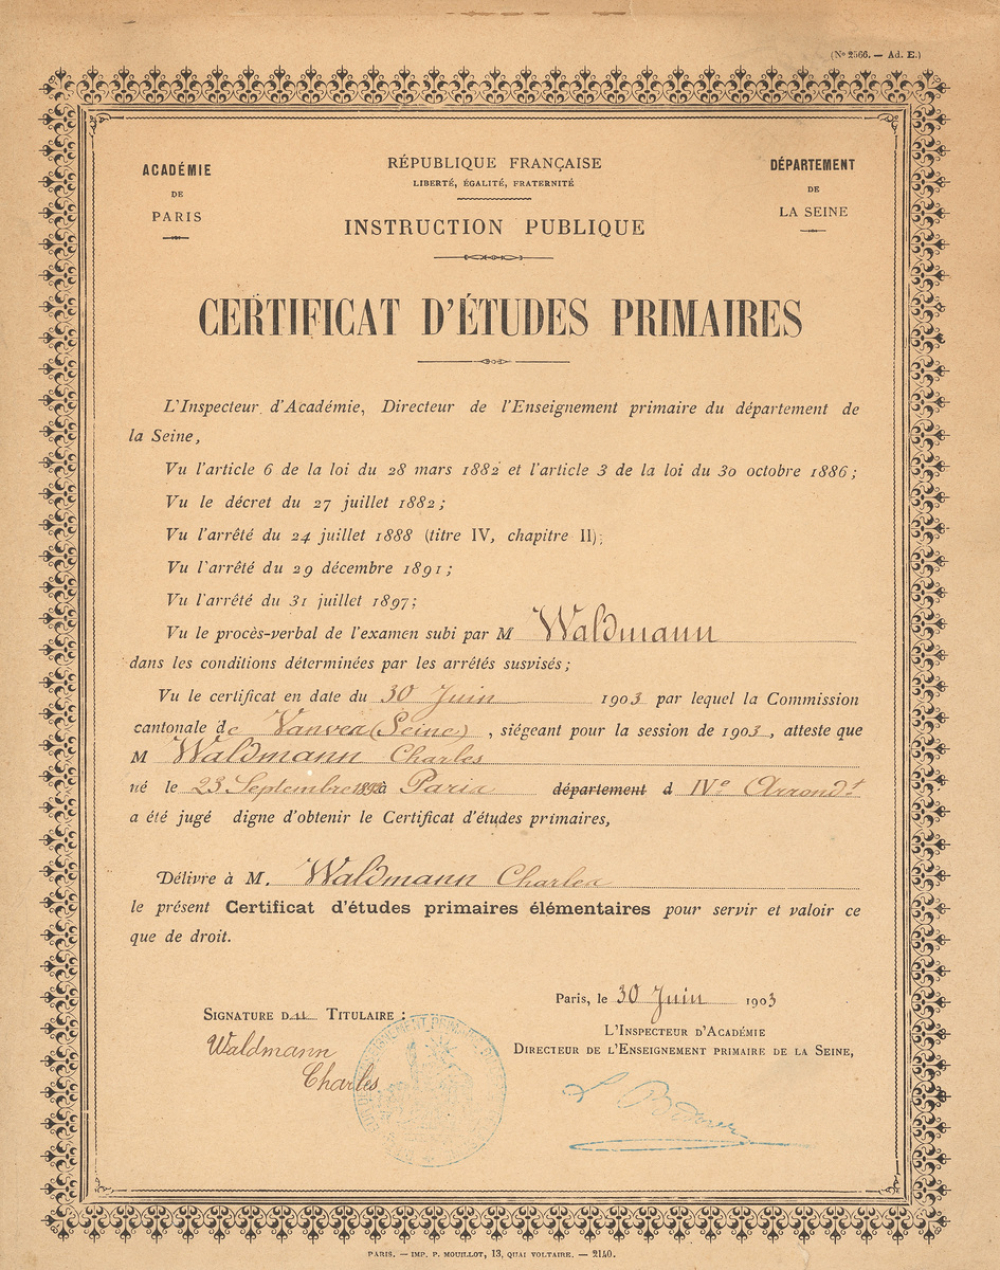 (No 2566. — Ad. E.)
ACADÉMIE
DE
PARIS
RÉPUBLIQUE FRANÇAISE
LIBERTÉ, ÉGALITÉ, FRATERNITÉ
INSTRUCTION PUBLIQUE
DÉPARTEMENT
DE
LA SEINE
CERTIFICAT D'ÉTUDES PRIMAIRES
L'Inspecteur d'Académie, Directeur de l'Enseignement primaire du département de
la Seine,
Vu l'article 6 de la loi du 28 mars 1882 et l'article 3 de la loi du 30 octobre 1886;
Vu le décret du 27 juillet 1882;
Vu l'arrêté du 24 juillet 1888 (titre IV, chapitre II);
Vu l'arrêté du 29 décembre 1891;
Vu l'arrêté du 31 juillet 1897;
Vu le procès-verbal de l'examen subi par M Waldmann
dans les conditions déterminées par les arrêtés susvisés;
Vu le certificat en date du 30 Juin 1903 par lequel la Commission
cantonale de Vanves (Seine), siégeant pour la session de 1903, atteste que
M Waldmann Charles
né le 23 Septembre à Paris département d IVe Arrondt
a été jugé digne d'obtenir le Certificat d'études primaires,
Délivré à M. Waldmann Charles
le présent Certificat d'études primaires élémentaires pour servir et valoir ce
que de droit.
Paris, le 30 Juin 1903
SIGNATURE Du TITULAIRE :
Waldmann
Charles
L'INSPECTEUR D'ACADÉMIE
DIRECTEUR DE L'ENSEIGNEMENT PRIMAIRE DE LA SEINE,
PARIS. — IMP. P. MOUILLOT, 13, QUAI VOLTAIRE. — 2140.